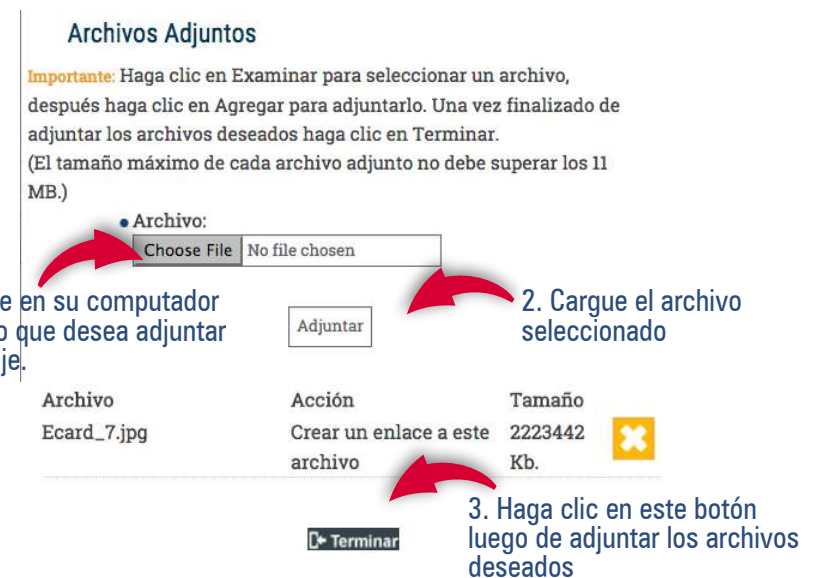 Archivos Adjuntos
Importante: Haga clic en Examinar para seleccionar un archivo,
después haga clic en Agregar para adjuntarlo. Una vez finalizado de
adjuntar los archivos deseados haga clic en Terminar.
(El tamaño máximo de cada archivo adjunto no debe superar los 11
MB.)
Archivo:
Choose File No file chosen
e en su computador
o que desea adjuntar
je.
Adjuntar
2. Cargue el archivo
seleccionado
Archivo Acción Tamaño
Ecard_7.jpg Crear un enlace a este 2223442
archivo Kb.
3. Haga clic en este botón
luego de adjuntar los archivos
deseados
Terminar